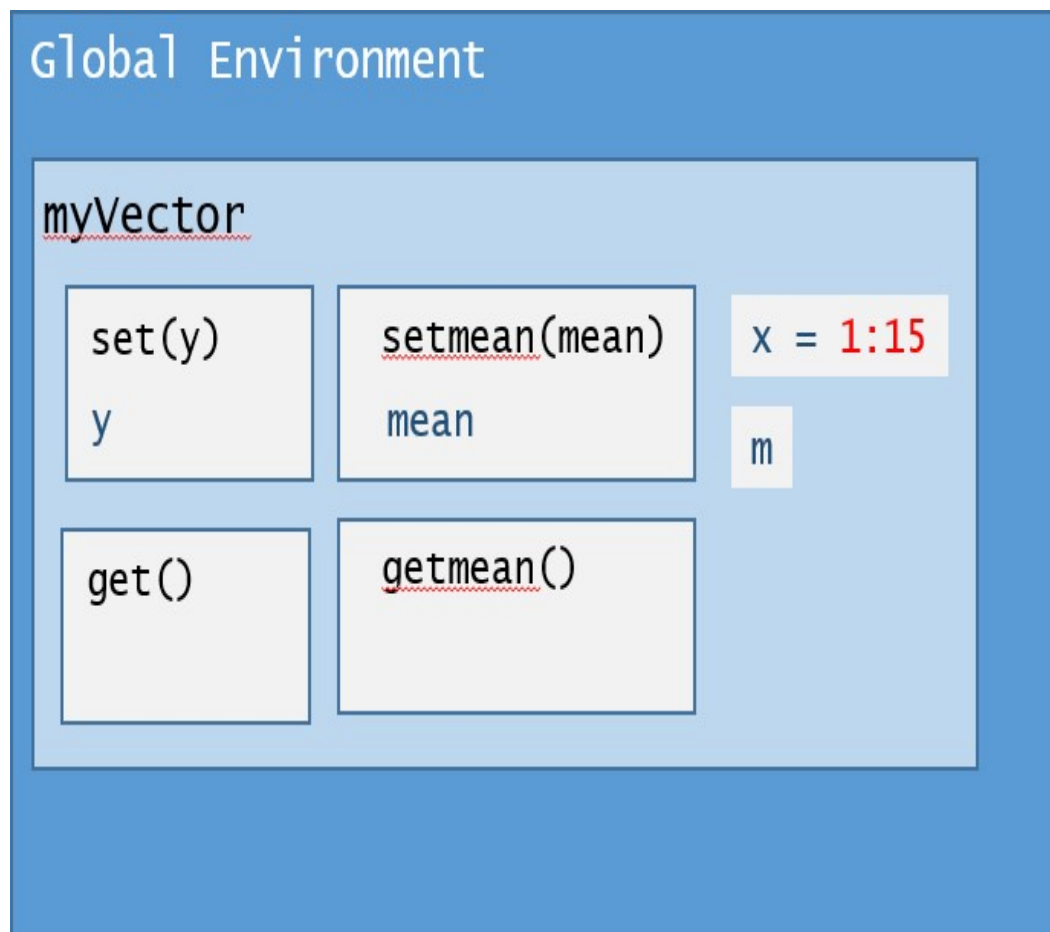 Global Environment
myVector
set(y)
y
setmean(mean)
mean
x = 1:15
m
get()
getmean()